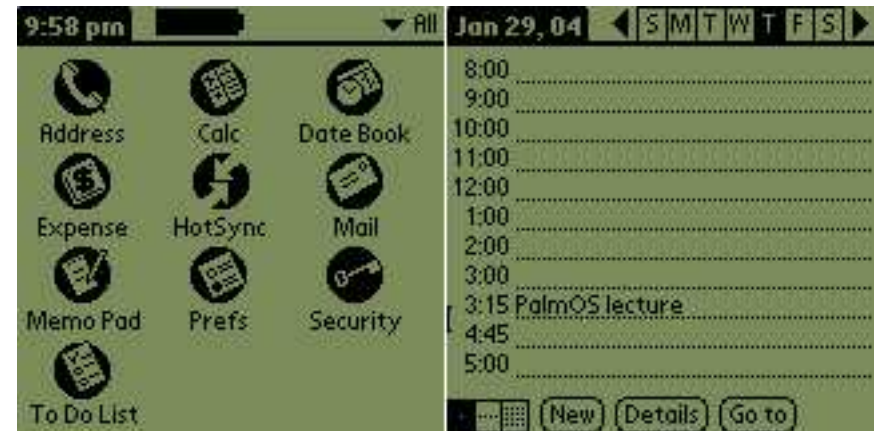 9:58 pm All
Address Calc Date Book
Expense HotSync Mail
Memo Pad Prefs Security
To Do List
Jan 29, 04 S M T W T F S
8:00
9:00
10:00
11:00
12:00
1:00
2:00
3:00
3:15 PalmOS lecture
4:45
5:00
New Details Go to